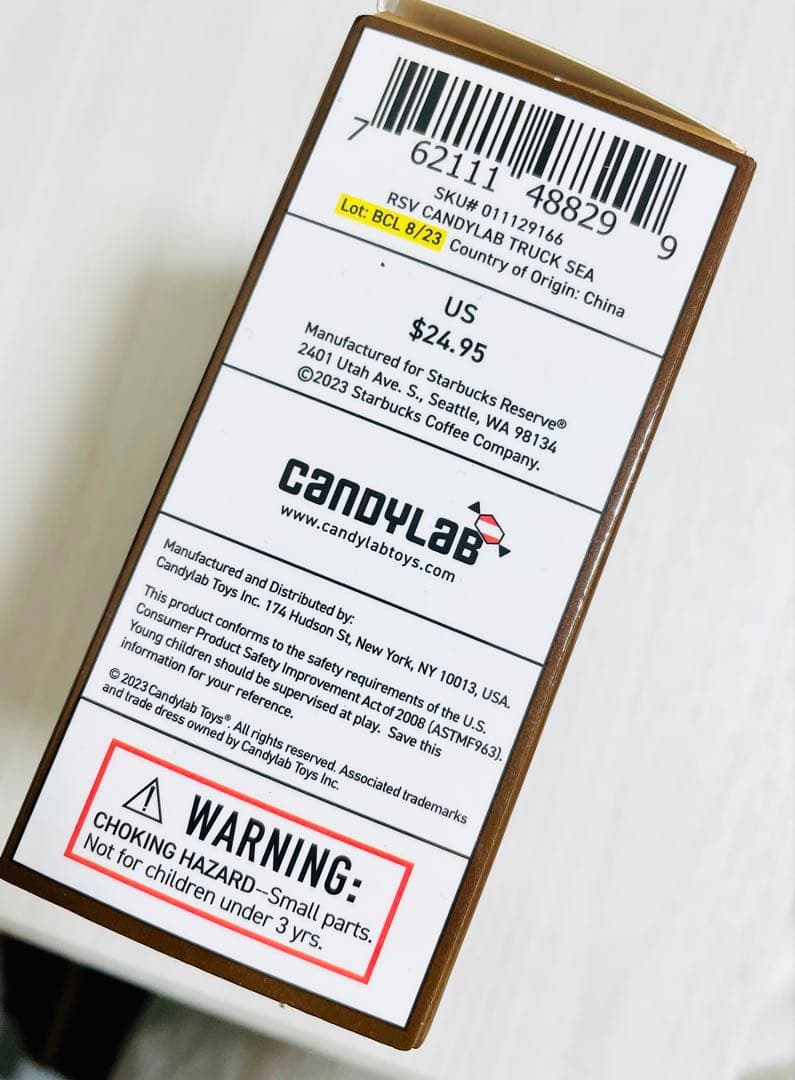 7 62111 48829 9
SKU# 011129166
RSV CANDYLAB TRUCK SEA
Lot: BCL 8/23 Country of Origin: China
US
$24.95
Manufactured for Starbucks Reserve®
2401 Utah Ave. S., Seattle, WA 98134
©2023 Starbucks Coffee Company.
CANDYLAB
www.candylabtoys.com
Manufactured and Distributed by:
Candylab Toys Inc. 174 Hudson St, New York, NY 10013, USA.
This product conforms to the safety requirements of the U.S.
Consumer Product Safety Improvement Act of 2008 (ASTMF963).
Young children should be supervised at play. Save this
information for your reference.
© 2023 Candylab Toys®. All rights reserved. Associated trademarks
and trade dress owned by Candylab Toys Inc.
WARNING:
CHOKING HAZARD--Small parts.
Not for children under 3 yrs.